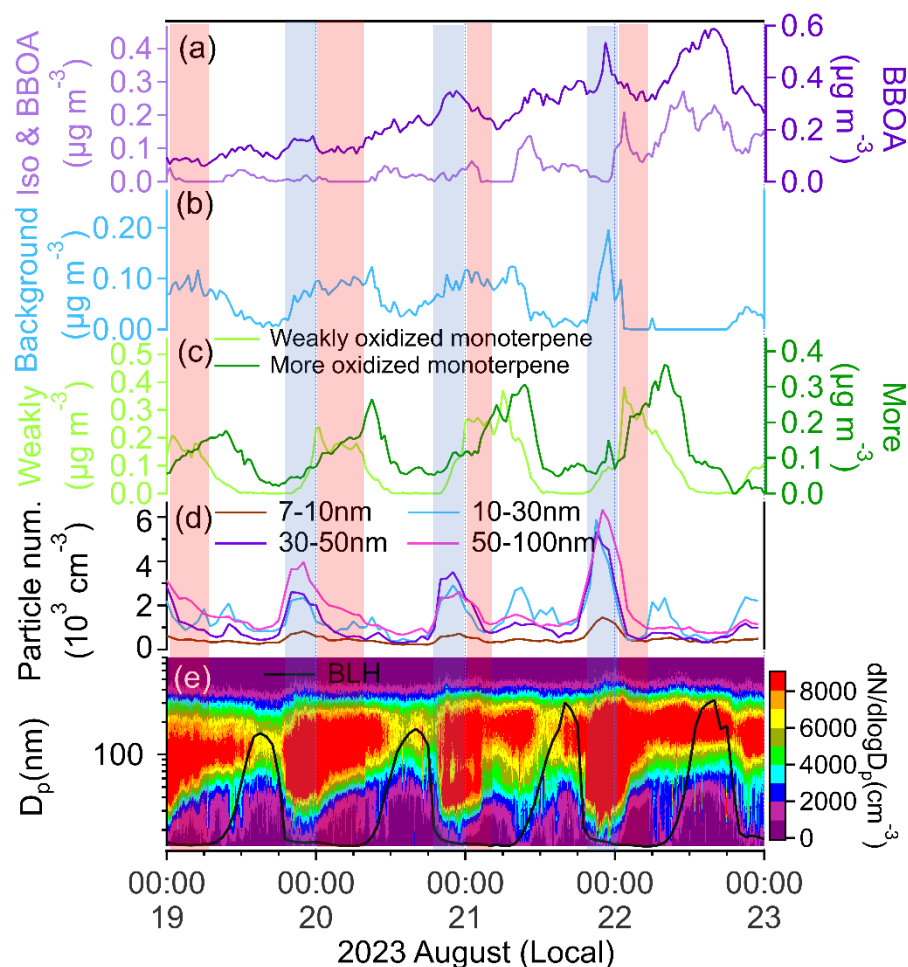 (a)
Iso & BBOA
(µg m⁻³)
0.4
0.3
0.2
0.1
0.0
0.6
0.4
0.2
0.0
BBOA
(µg m⁻³)
(b)
Background
(µg m⁻³)
0.20
0.10
0.00
(c)
Weakly oxidized monoterpene
More oxidized monoterpene
Weakly
(µg m⁻³)
0.5
0.4
0.3
0.2
0.1
0.0
0.4
0.3
0.2
0.1
0.0
More
(µg m⁻³)
(d)
7-10nm
10-30nm
30-50nm
50-100nm
Particle num.
(10³ cm⁻³)
6
4
2
0
(e)
BLH
Dₚ(nm)
100
8000
6000
4000
2000
0
dN/dlogDₚ(cm⁻³)
00:00 00:00 00:00 00:00 00:00
19 20 21 22 23
2023 August (Local)